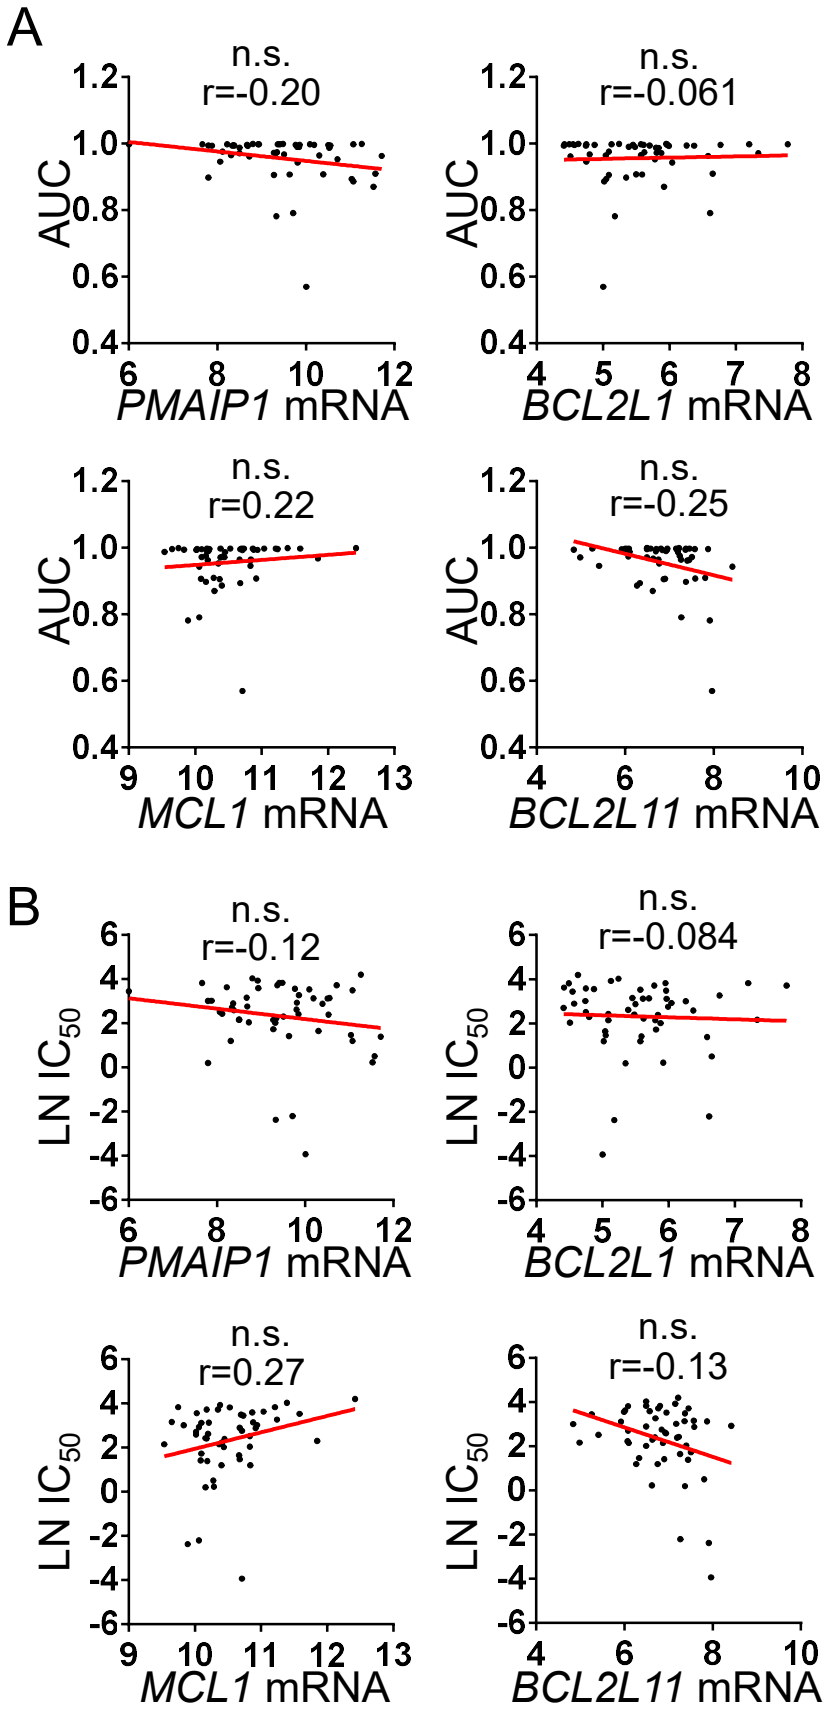 A
n.s.
r=-0.20
1.2
1.0
0.8
0.6
0.4
AUC
6 8 10 12
PMAIP1 mRNA
n.s.
r=-0.061
1.2
1.0
0.8
0.6
0.4
AUC
4 5 6 7 8
BCL2L1 mRNA
n.s.
r=0.22
1.2
1.0
0.8
0.6
0.4
AUC
9 10 11 12 13
MCL1 mRNA
n.s.
r=-0.25
1.2
1.0
0.8
0.6
0.4
AUC
4 6 8 10
BCL2L11 mRNA
B
n.s.
r=-0.12
6
4
2
0
-2
-4
-6
LN IC50
6 8 10 12
PMAIP1 mRNA
n.s.
r=-0.084
6
4
2
0
-2
-4
-6
LN IC50
4 5 6 7 8
BCL2L1 mRNA
n.s.
r=0.27
6
4
2
0
-2
-4
-6
LN IC50
9 10 11 12 13
MCL1 mRNA
n.s.
r=-0.13
6
4
2
0
-2
-4
-6
LN IC50
4 6 8 10
BCL2L11 mRNA